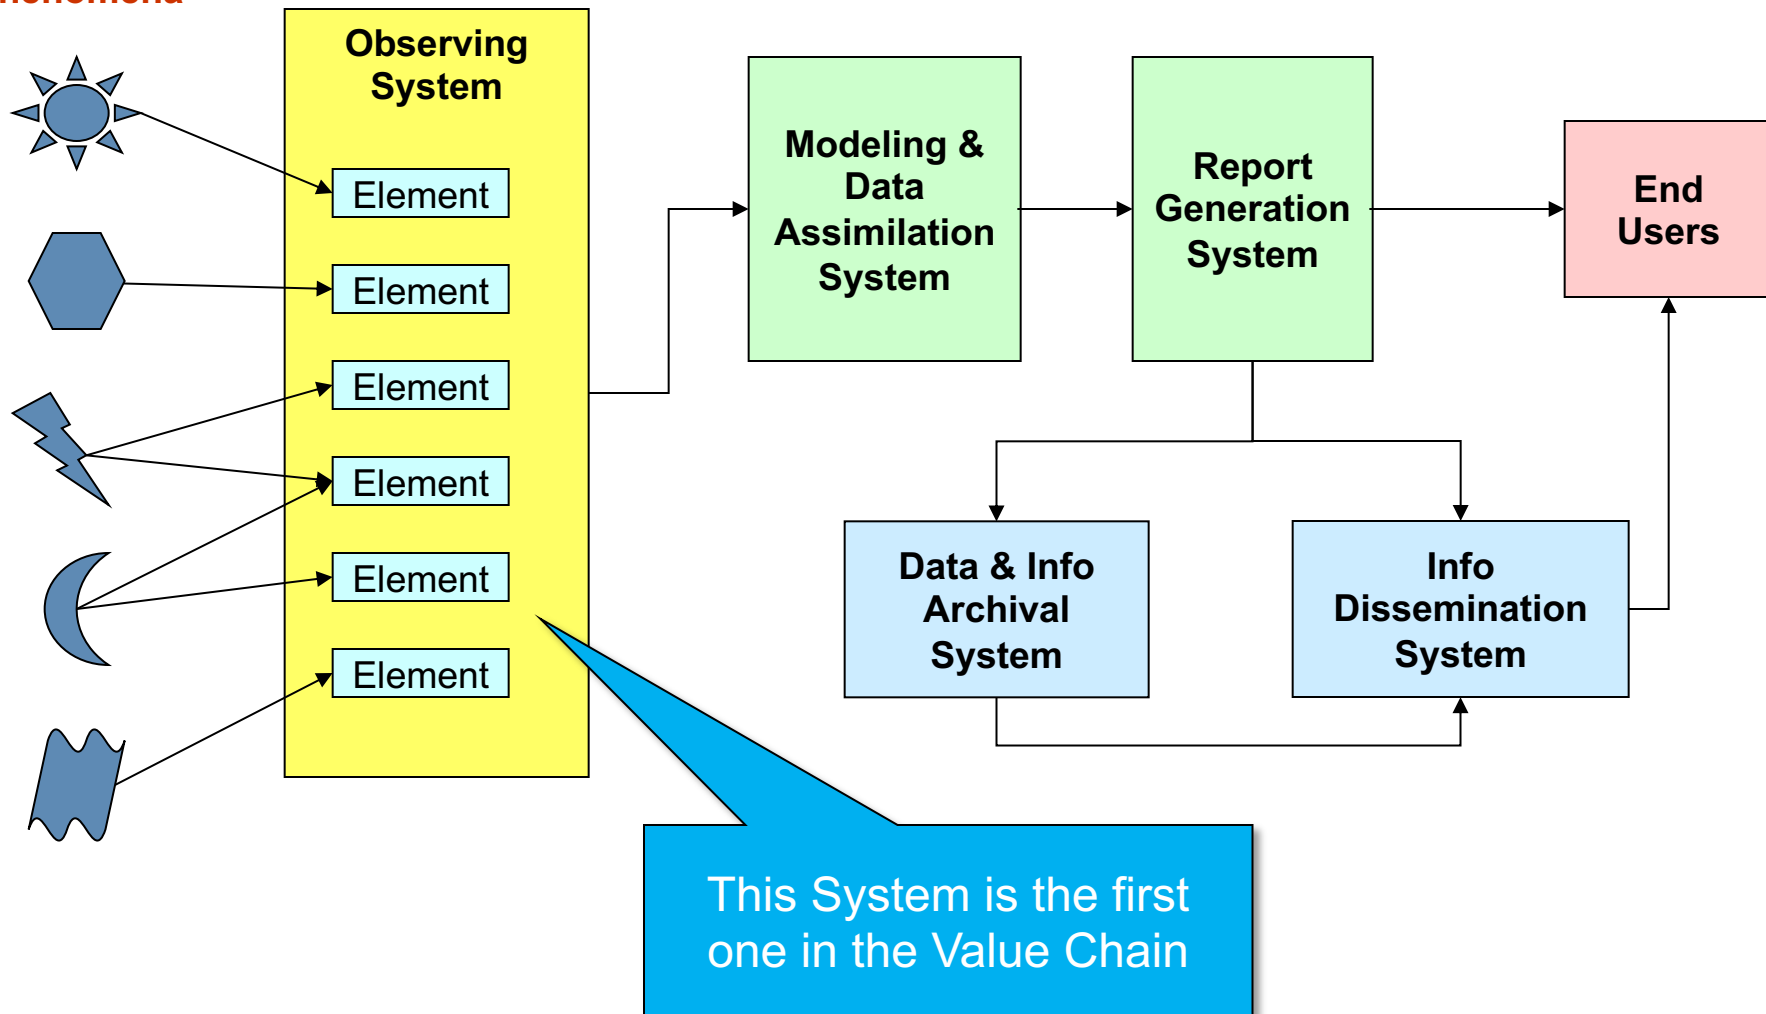 Observing
System
Element
Element
Element
Element
Element
Element
Modeling &
Data
Assimilation
System
Report
Generation
System
End
Users
Data & Info
Archival
System
Info
Dissemination
System
This System is the first
one in the Value Chain